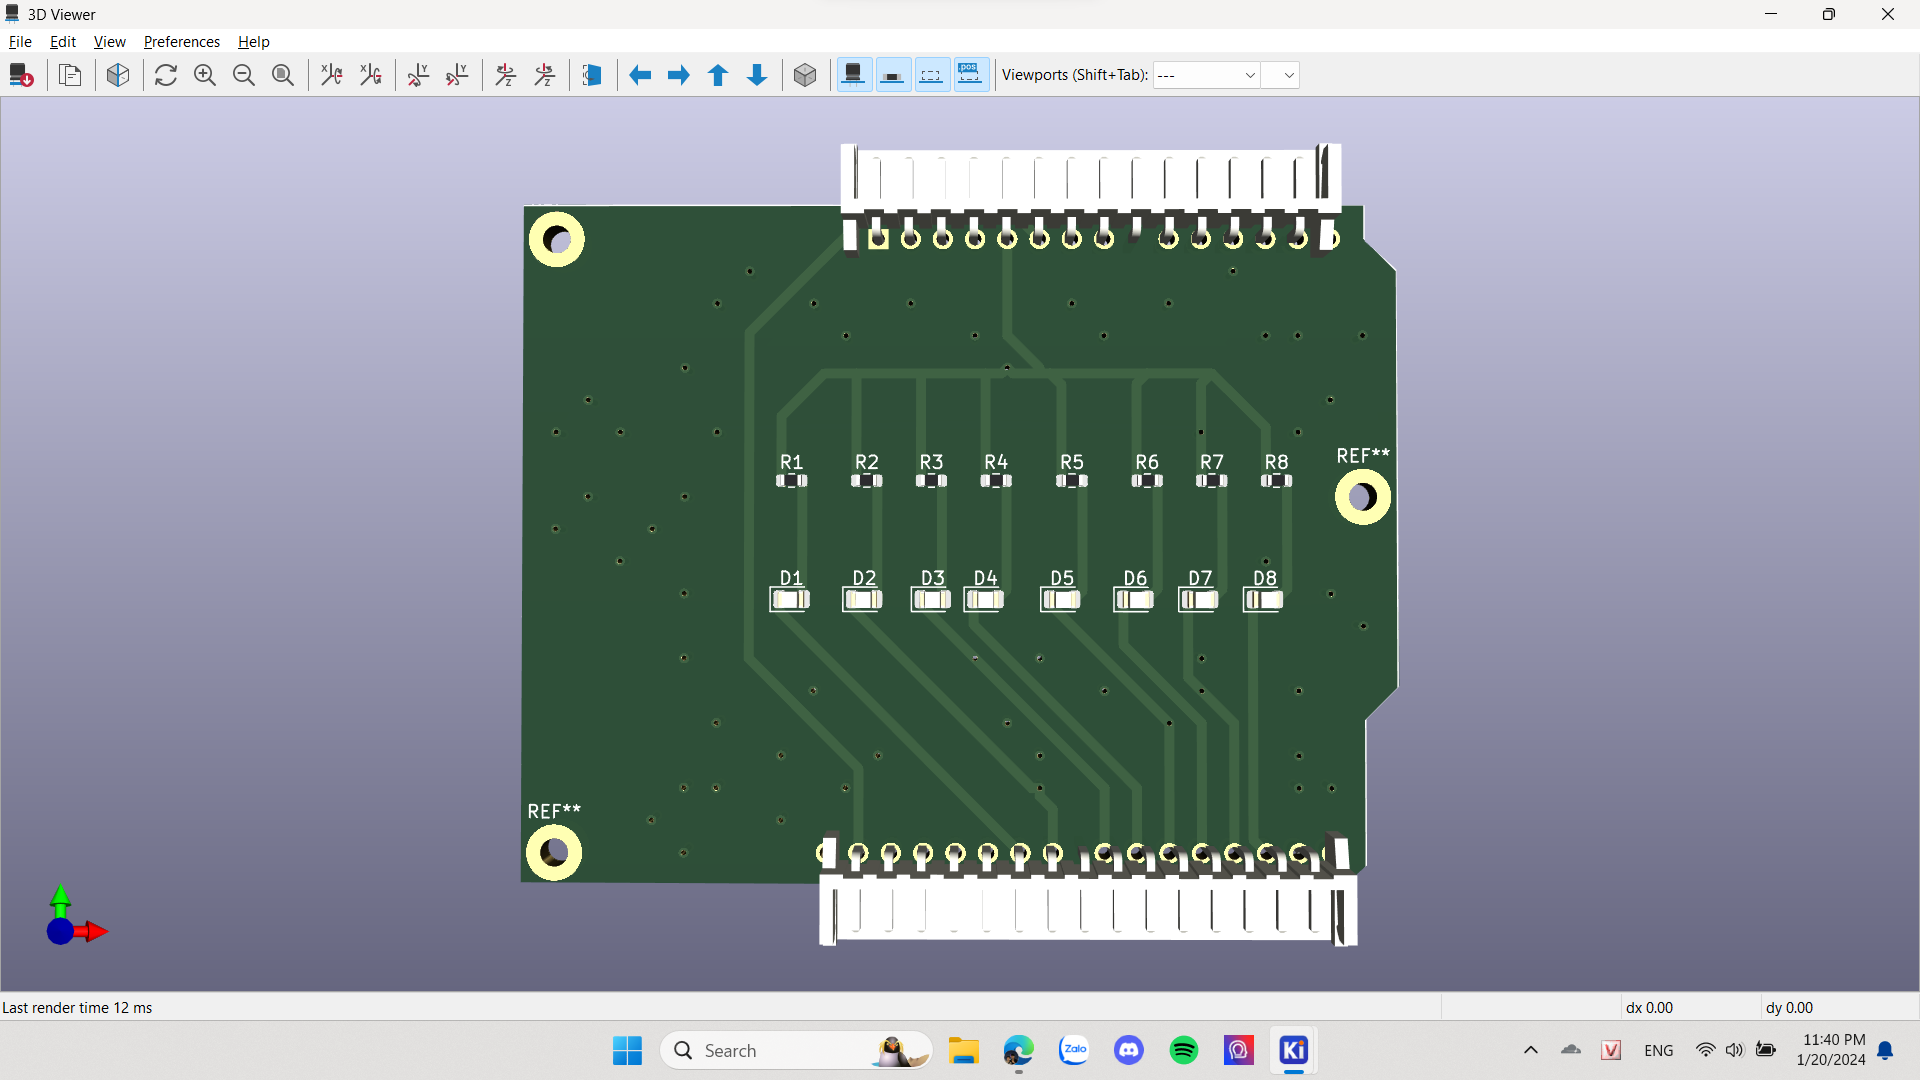 3D Viewer
File Edit View Preferences Help
Viewports (Shift+Tab): ---
R1 R2 R3 R4 R5 R6 R7 R8
REF**
D1 D2 D3 D4 D5 D6 D7 D8
REF**
Y
X
Z
Last render time 12 ms
dx 0.00
dy 0.00
Search
Zalo
Ki
V
ENG
11:40 PM
1/20/2024